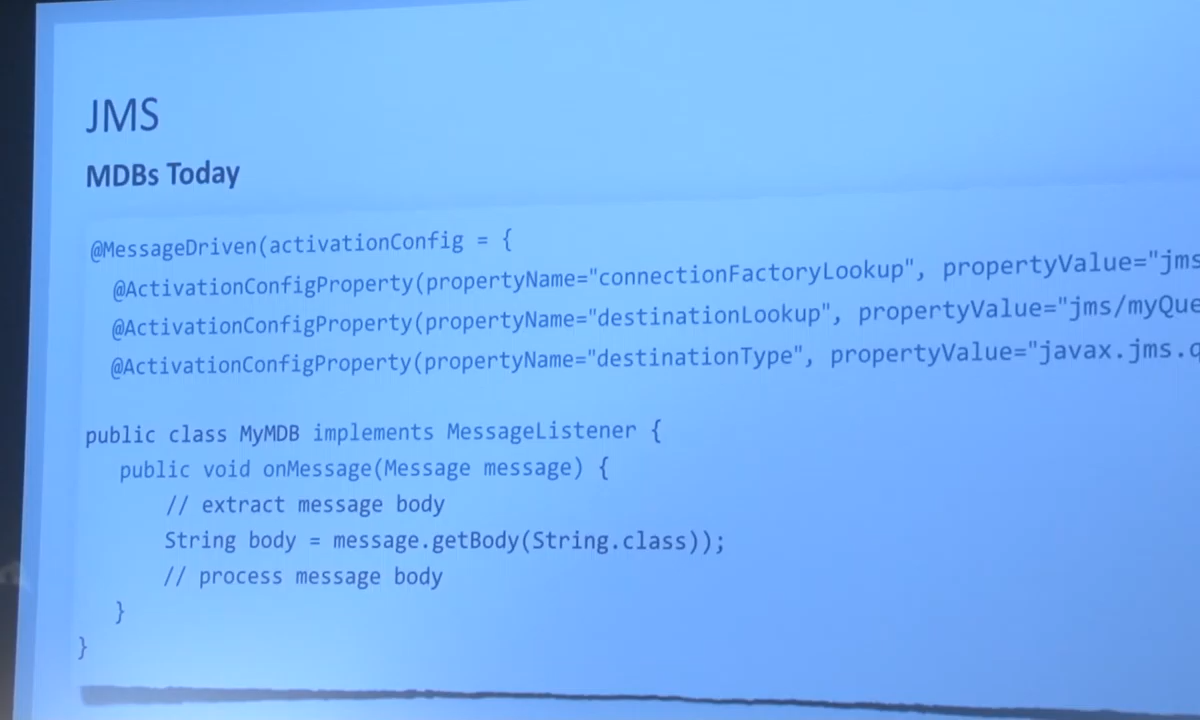 JMS
MDBs Today
@MessageDriven(activationConfig = {
@ActivationConfigProperty(propertyName="connectionFactoryLookup", propertyValue="jms
@ActivationConfigProperty(propertyName="destinationLookup", propertyValue="jms/myQue
@ActivationConfigProperty(propertyName="destinationType", propertyValue="javax.jms.q
public class MyMDB implements MessageListener {
public void onMessage(Message message) {
// extract message body
String body = message.getBody(String.class));
// process message body
}
}